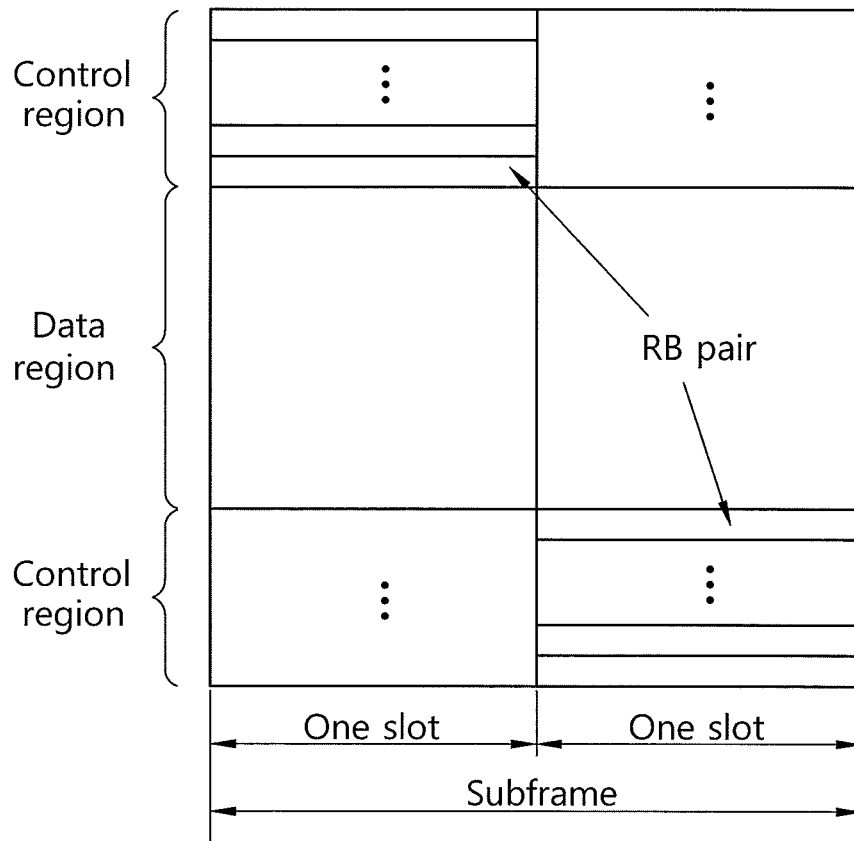 Control
region
Data
region
RB pair
Control
region
One slot
One slot
Subframe